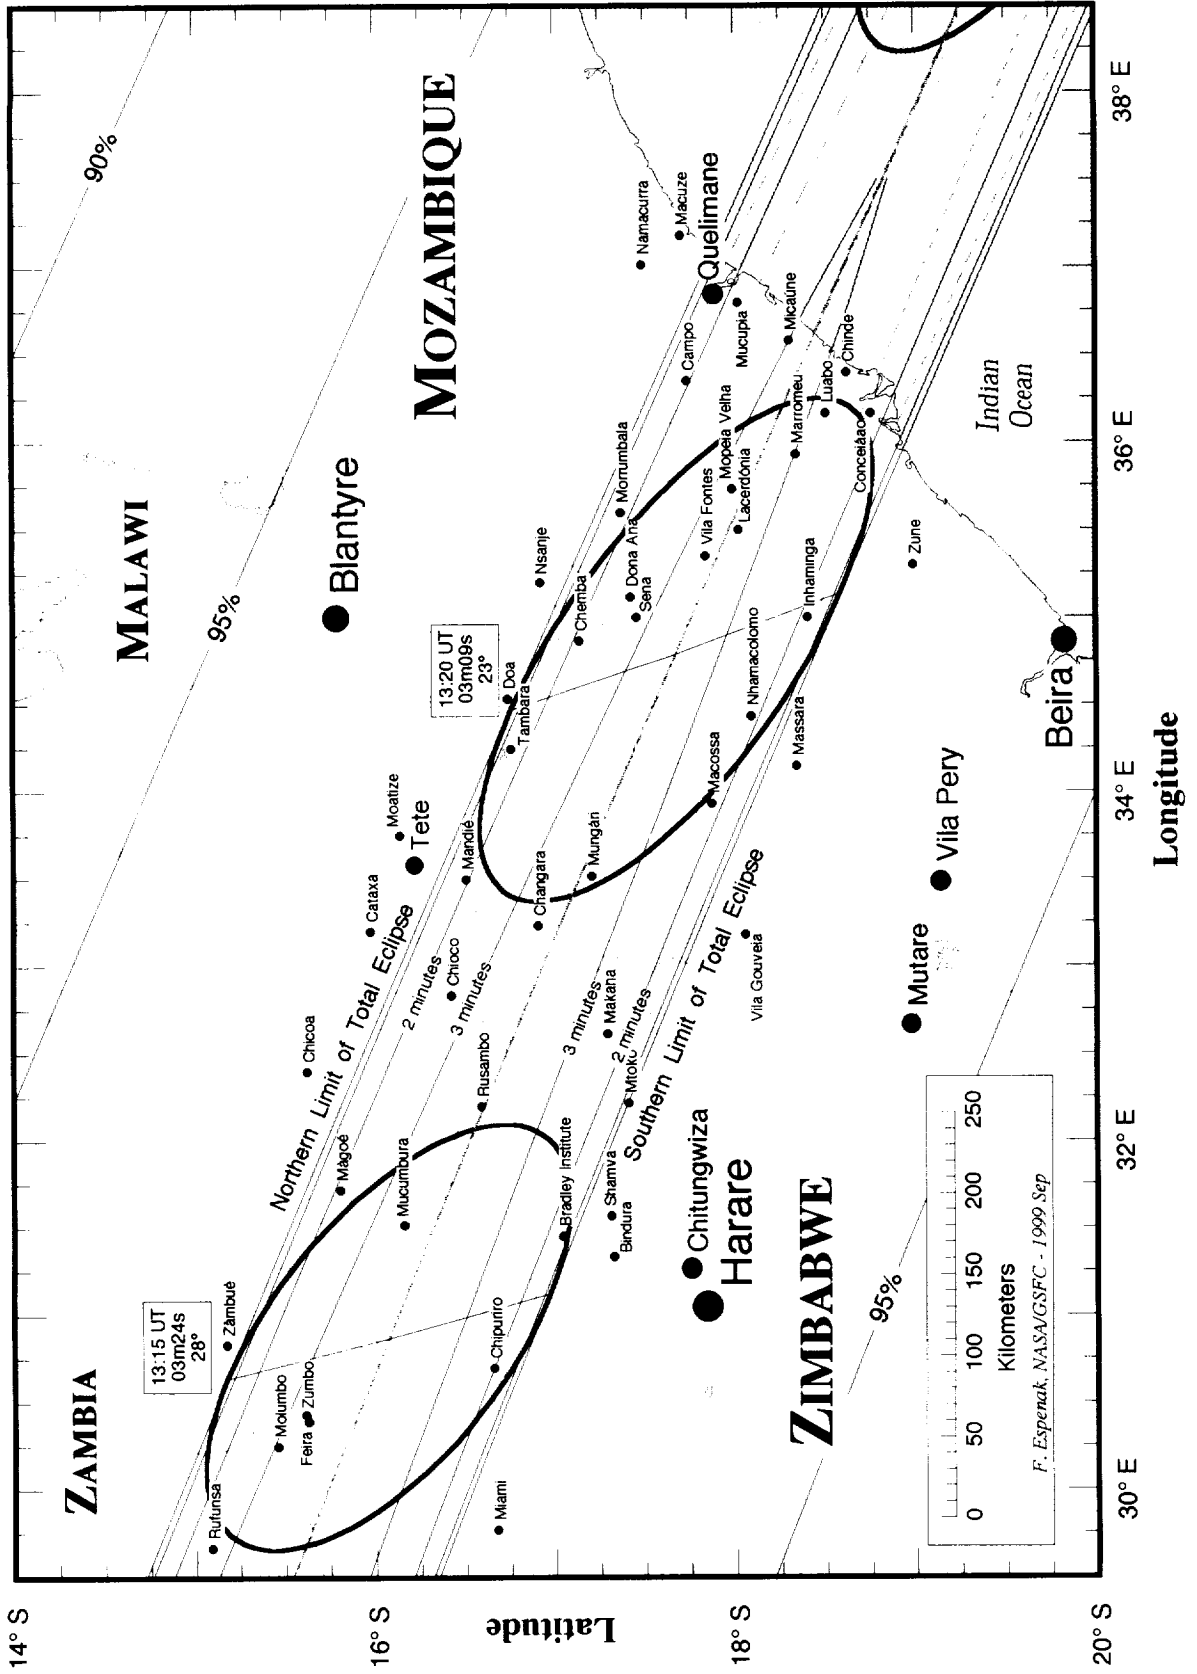 ZAMBIA
MALAWI
MOZAMBIQUE
ZIMBABWE
Indian
Ocean
90%
95%
95%
13:15 UT
03m24s
28°
13:20 UT
03m09s
23°
Northern Limit of Total Eclipse
2 minutes
3 minutes
3 minutes
2 minutes
Southern Limit of Total Eclipse
Rufunsa
Zambue
Molumbo
Feira
Zumbo
Miami
Chipuriro
Mucumbura
Magoe
Bradley Institute
Bindura
Shamva
Chitungwiza
Harare
Chicoa
Rusambo
Mtoko
Makaha
Chioco
Cataxa
Moatize
Tete
Mandie
Changara
Mungàri
Vila Gouveia
Mutare
Vila Pery
Beira
Macossa
Massara
Nhamacolomo
Inhaminga
Tambara
Doa
Blantyre
Nsanje
Chemba
Sena
Dona Ana
Morrumbala
Vila Fontes
Lacerdónia
Mopeia Velha
Zune
Conceiàao
Marromeu
Luabo
Chinde
Micaúne
Mucupia
Campo
Quelimane
Namacurra
Macuze
0 50 100 150 200 250
Kilometers
F. Espenak, NASA/GSFC - 1999 Sep
14° S
16° S
18° S
20° S
Latitude
30° E
32° E
34° E
36° E
38° E
Longitude